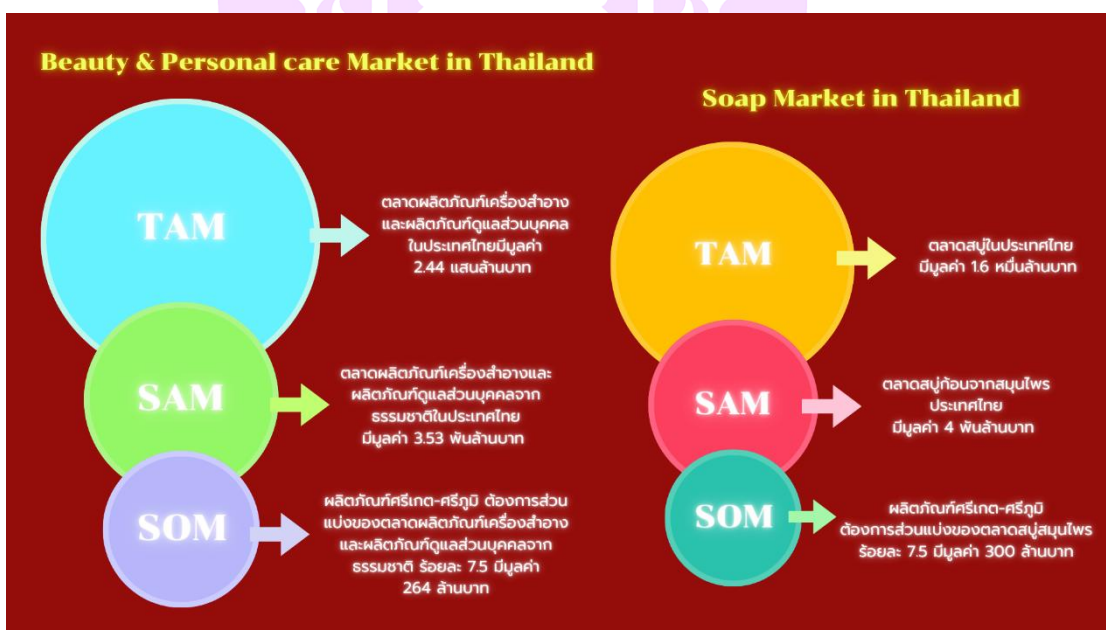 Beauty & Personal care Market in Thailand
TAM
ตลาดผลิตภัณฑ์เครื่องสำอาง
และผลิตภัณฑ์ดูแลส่วนบุคคล
ในประเทศไทยมีมูลค่า
2.44 แสนล้านบาท
SAM
ตลาดผลิตภัณฑ์เครื่องสำอางและ
ผลิตภัณฑ์ดูแลส่วนบุคคลจาก
ธรรมชาติในประเทศไทย
มีมูลค่า 3.53 พันล้านบาท
SOM
ผลิตภัณฑ์ศรีเกต-ศรีภูมิ ต้องการส่วน
แบ่งของตลาดผลิตภัณฑ์เครื่องสำอาง
และผลิตภัณฑ์ดูแลส่วนบุคคลจาก
ธรรมชาติ ร้อยละ 7.5 มีมูลค่า
264 ล้านบาท
Soap Market in Thailand
TAM
ตลาดสบู่ในประเทศไทย
มีมูลค่า 1.6 หมื่นล้านบาท
SAM
ตลาดสบู่ก้อนจากสมุนไพร
ประเทศไทย
มีมูลค่า 4 พันล้านบาท
SOM
ผลิตภัณฑ์ศรีเกต-ศรีภูมิ
ต้องการส่วนแบ่งของตลาดสบู่สมุนไพร
ร้อยละ 7.5 มีมูลค่า 300 ล้านบาท